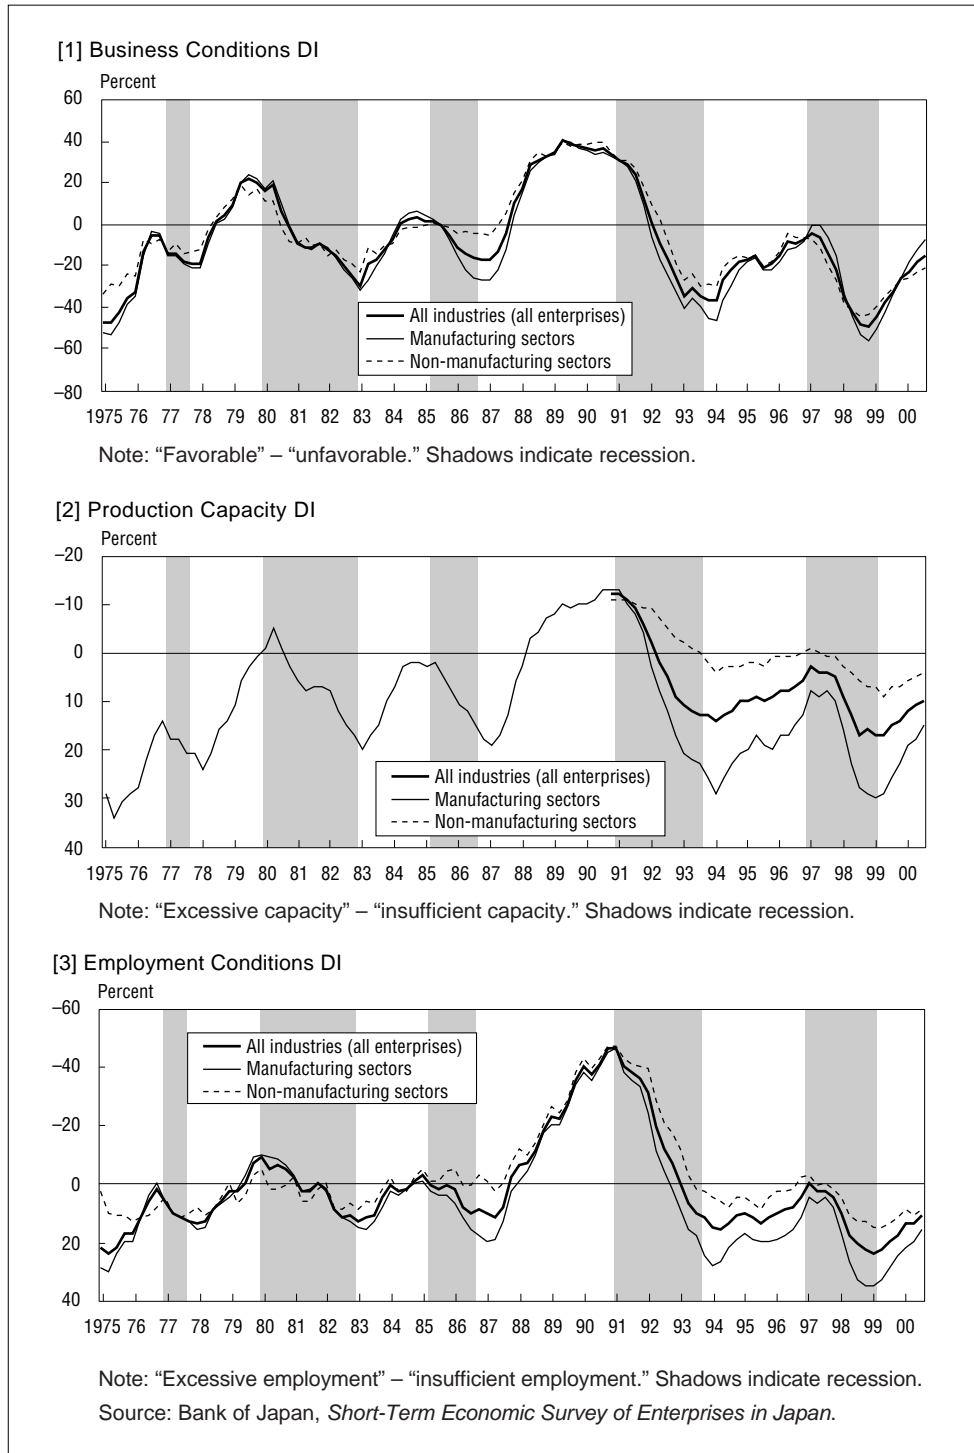 [1] Business Conditions DI
Percent
60
40
20
0
–20
–40
–60
–80
All industries (all enterprises)
Manufacturing sectors
Non-manufacturing sectors
1975 76 77 78 79 80 81 82 83 84 85 86 87 88 89 90 91 92 93 94 95 96 97 98 99 00
Note: “Favorable” – “unfavorable.” Shadows indicate recession.
[2] Production Capacity DI
Percent
–20
–10
0
10
20
30
40
All industries (all enterprises)
Manufacturing sectors
Non-manufacturing sectors
1975 76 77 78 79 80 81 82 83 84 85 86 87 88 89 90 91 92 93 94 95 96 97 98 99 00
Note: “Excessive capacity” – “insufficient capacity.” Shadows indicate recession.
[3] Employment Conditions DI
Percent
–60
–40
–20
0
20
40
All industries (all enterprises)
Manufacturing sectors
Non-manufacturing sectors
1975 76 77 78 79 80 81 82 83 84 85 86 87 88 89 90 91 92 93 94 95 96 97 98 99 00
Note: “Excessive employment” – “insufficient employment.” Shadows indicate recession.
Source: Bank of Japan, Short-Term Economic Survey of Enterprises in Japan.